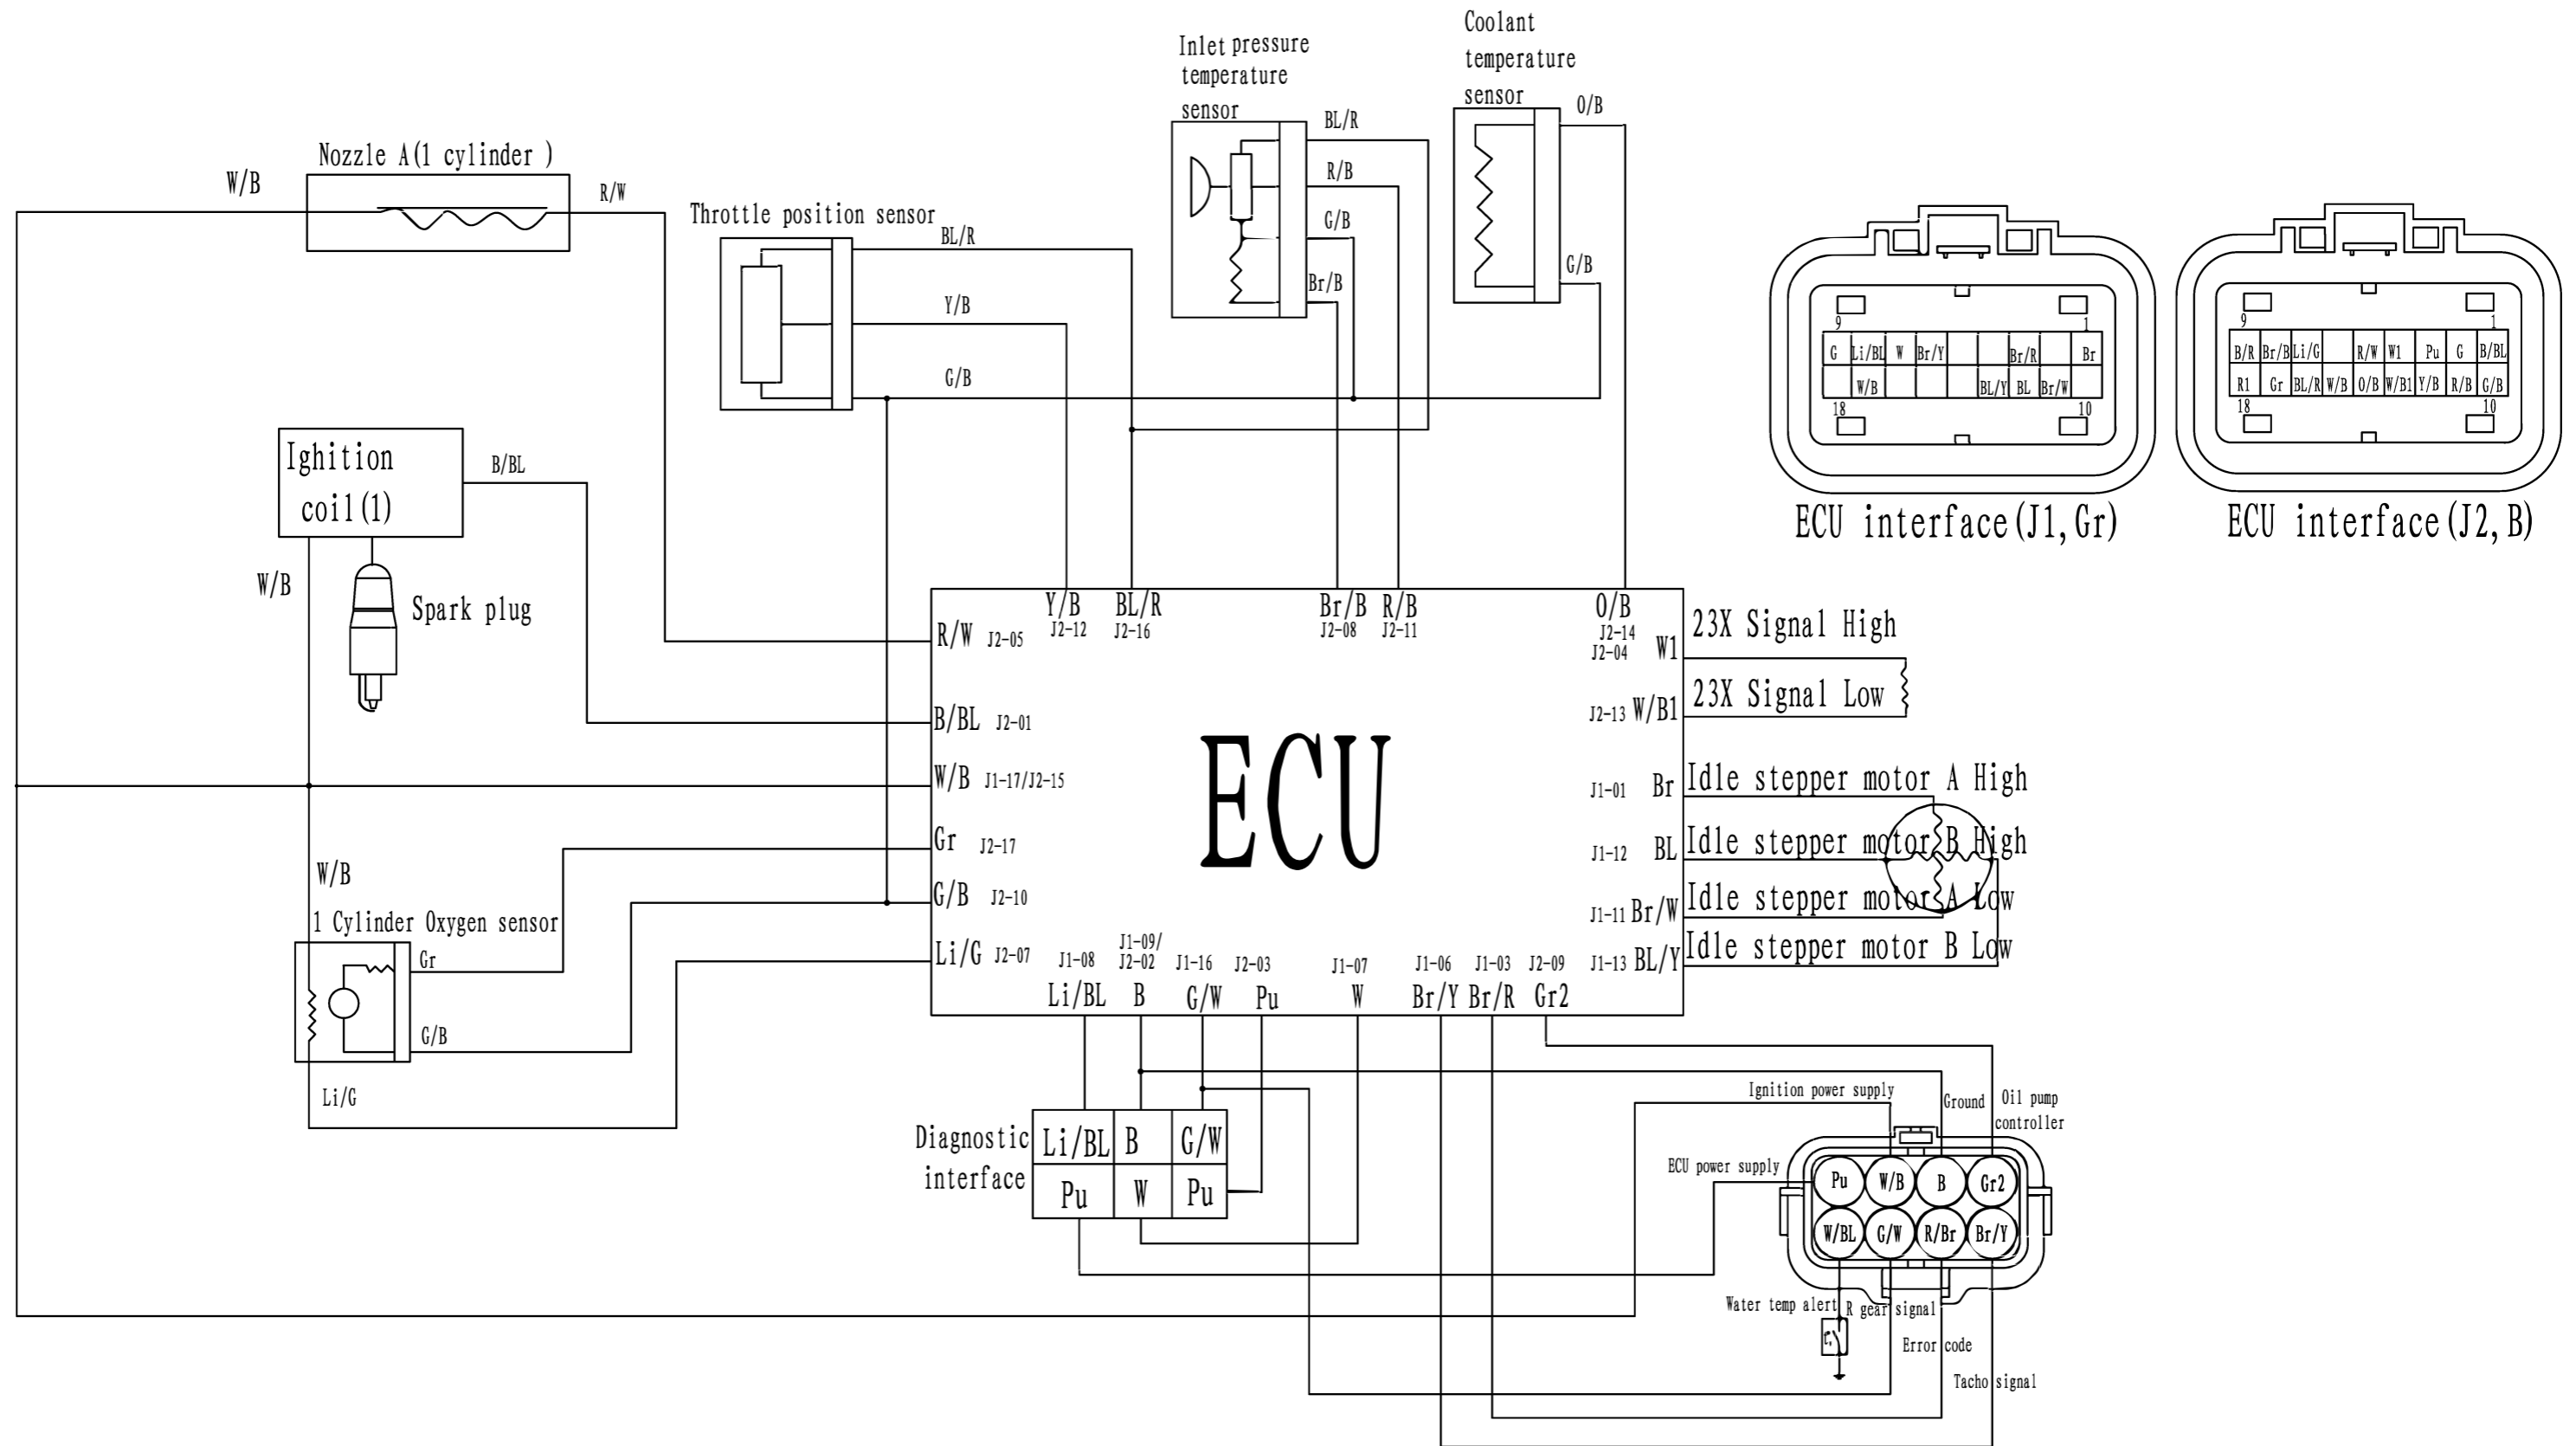 Coolant
temperature
sensor
Inlet pressure
temperature
sensor
O/B
BL/R
R/B
G/B
Br/B
G/B
Nozzle A(1 cylinder )
W/B
R/W
Throttle position sensor
BL/R
Y/B
G/B
Ighition
coil(1)
B/BL
W/B
Spark plug
9 1
G Li/BL W Br/Y Br/R Br
W/B BL/Y BL Br/W
18 10
ECU interface(J1, Gr)
9 1
B/R Br/B Li/G R/W W1 Pu G B/BL
R1 Gr BL/R W/B O/B W/B1 Y/B R/B G/B
18 10
ECU interface(J2, B)
Y/B BL/R Br/B R/B O/B
J2-12 J2-16 J2-08 J2-11 J2-14
R/W J2-05
B/BL J2-01
W/B J1-17/J2-15
Gr J2-17
G/B J2-10
Li/G J2-07
ECU
J2-04 W1
23X Signal High
J2-13 W/B1
23X Signal Low
J1-01 Br
Idle stepper motor A High
J1-12 BL
Idle stepper motor B High
J1-11 Br/W
Idle stepper motor A Low
J1-13 BL/Y
Idle stepper motor B Low
J1-08 J1-09/ J2-02 J1-16 J2-03 J1-07 J1-06 J1-03 J2-09
Li/BL B G/W Pu W Br/Y Br/R Gr2
W/B
1 Cylinder Oxygen sensor
Gr
G/B
Li/G
Diagnostic
interface
Li/BL B G/W
Pu W Pu
Ignition power supply
Ground
Oil pump
controller
ECU power supply
Pu W/B B Gr2
W/BL G/W R/Br Br/Y
Water temp alert
R gear signal
t°
Error code
Tacho signal